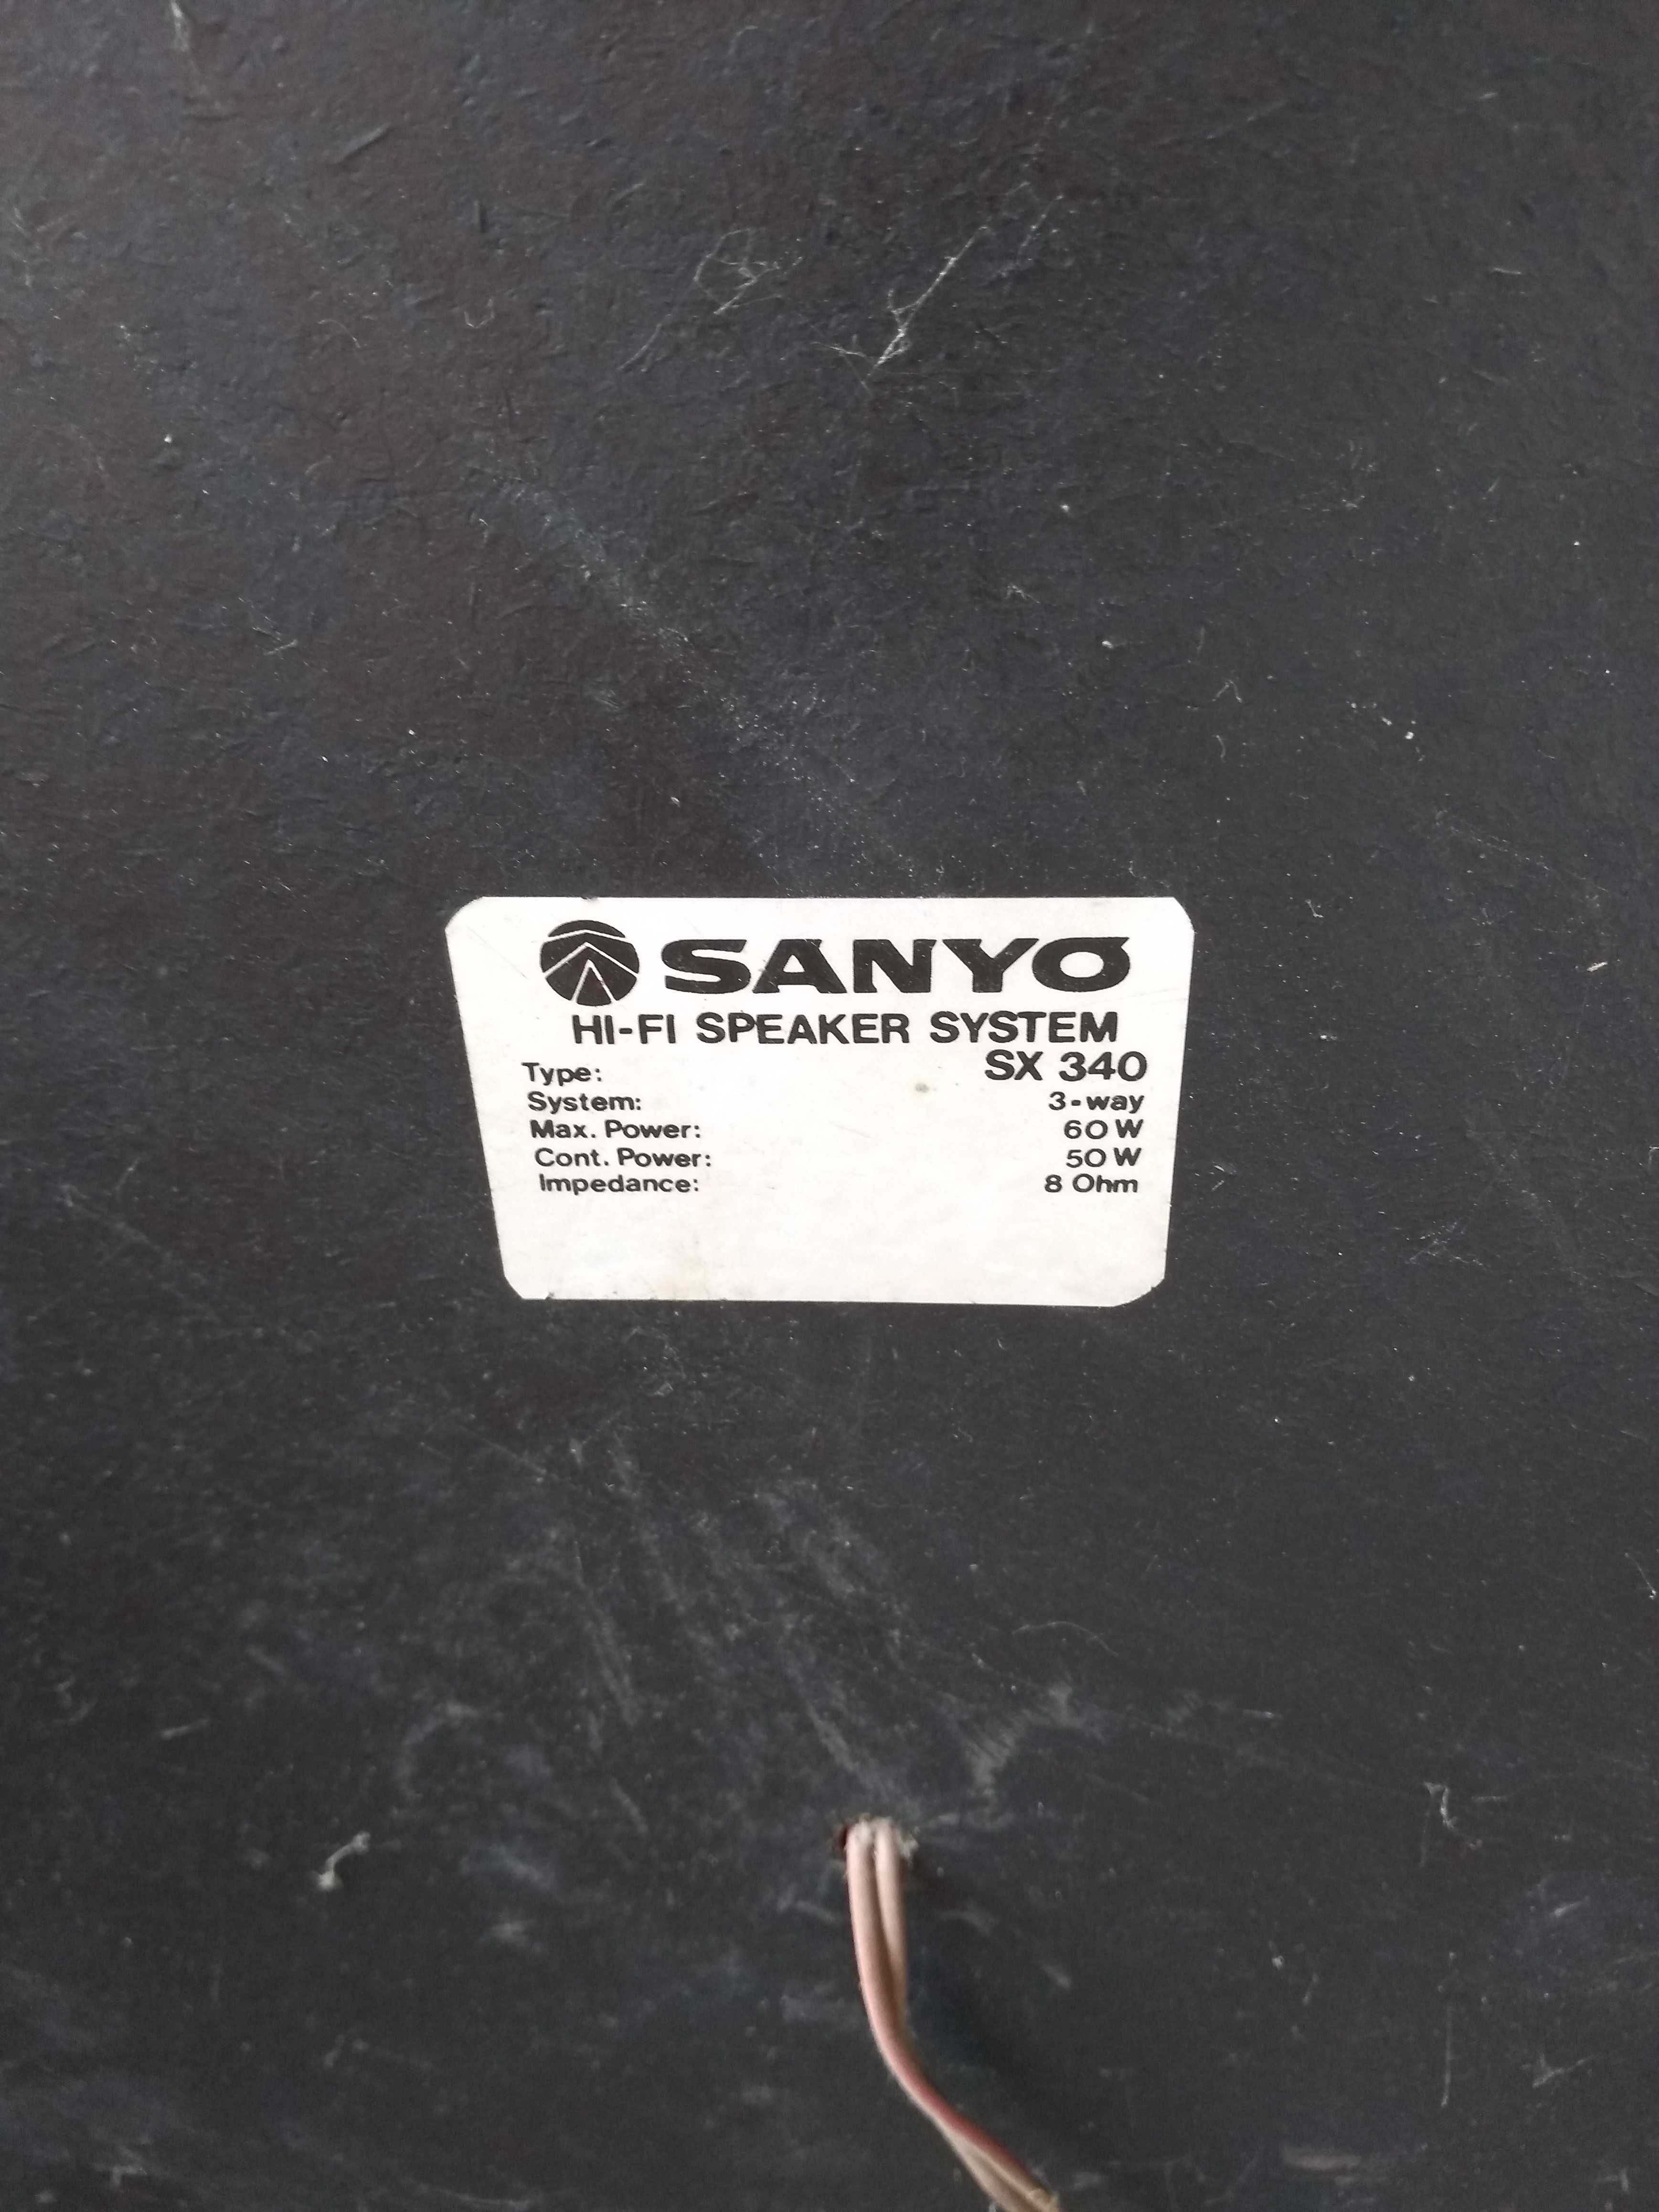 SANYO
HI-FI SPEAKER SYSTEM
Type: SX 340
System: 3-way
Max. Power: 60 W
Cont. Power: 50 W
Impedance: 8 Ohm